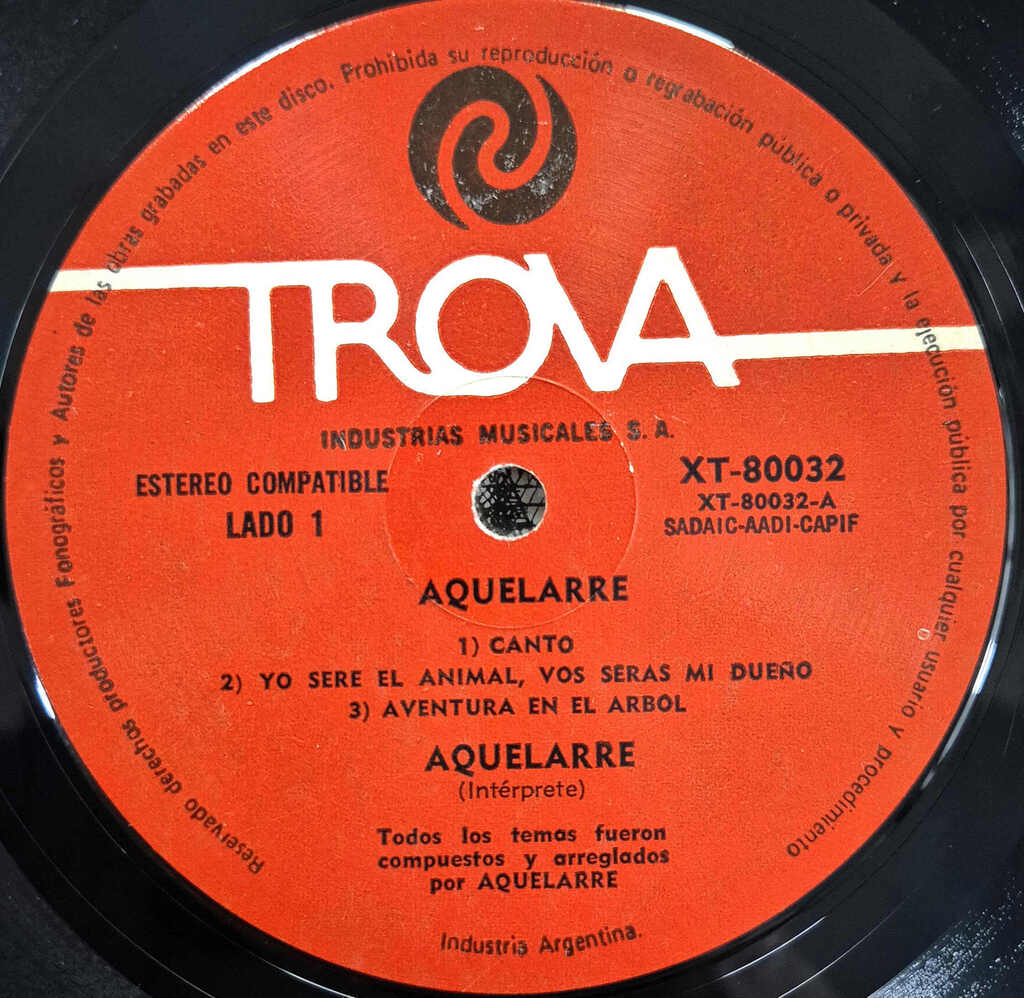 Reservado derechos productores Fonográficos y Autores de las obras grabadas en este disco. Prohibida su reproducción o regrabación pública o privada y la ejecución pública por cualquier usuario y procedimiento
TROVA
INDUSTRIAS MUSICALES S. A.
ESTEREO COMPATIBLE
LADO 1
XT-80032
XT-80032-A
SADAIC-AADI-CAPIF
AQUELARRE
1) CANTO
2) YO SERE EL ANIMAL, VOS SERAS MI DUEÑO
3) AVENTURA EN EL ARBOL
AQUELARRE
(Intérprete)
Todos los temas fueron
compuestos y arreglados
por AQUELARRE
Industria Argentina.